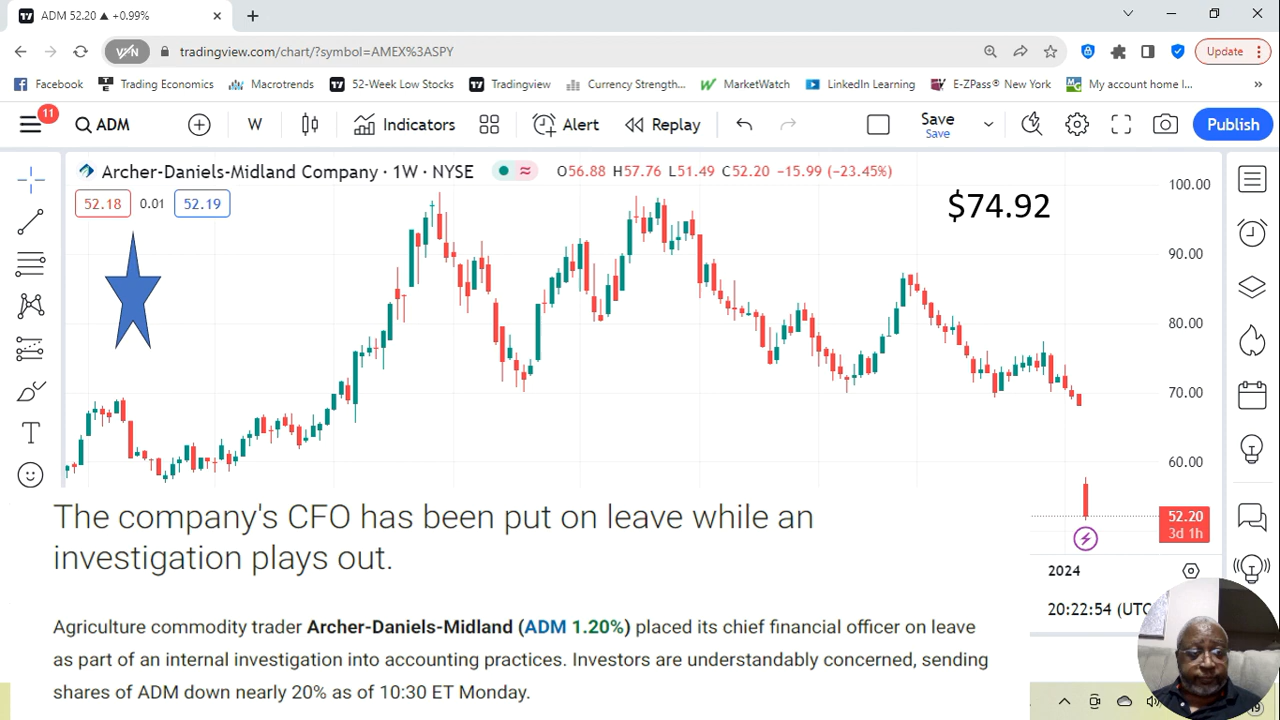 ADM 52.20 ▲ +0.99%
tradingview.com/chart/?symbol=AMEX%3ASPY
Update
Facebook
Trading Economics
Macrotrends
52-Week Low Stocks
Tradingview
Currency Strength...
MarketWatch
LinkedIn Learning
E-ZPass® New York
My account home l...
»
11
ADM
W
Indicators
Alert
Replay
Save
Save
Publish
Archer-Daniels-Midland Company · 1W · NYSE
O56.88 H57.76 L51.49 C52.20 −15.99 (−23.45%)
52.18
0.01
52.19
$74.92
100.00
90.00
80.00
70.00
60.00
52.20
3d 1h
2024
20:22:54 (UTC
The company's CFO has been put on leave while an
investigation plays out.
Agriculture commodity trader Archer-Daniels-Midland (ADM 1.20%) placed its chief financial officer on leave
as part of an internal investigation into accounting practices. Investors are understandably concerned, sending
shares of ADM down nearly 20% as of 10:30 ET Monday.